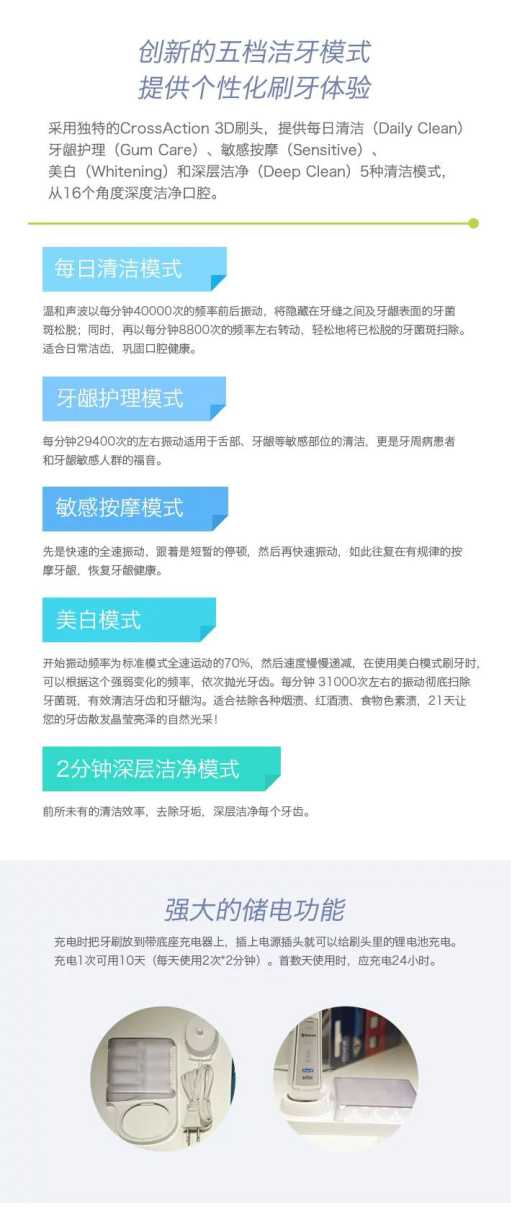 创新的五档洁牙模式
提供个性化刷牙体验
采用独特的CrossAction 3D刷头，提供每日清洁（Daily Clean）
牙龈护理（Gum Care）、敏感按摩（Sensitive）、
美白（Whitening）和深层洁净（Deep Clean）5种清洁模式，
从16个角度深度洁净口腔。
每日清洁模式
温和声波以每分钟40000次的频率前后振动，将隐藏在牙缝之间及牙龈表面的牙菌
斑松脱；同时，再以每分钟8800次的频率左右转动，轻松地将已松脱的牙菌斑扫除。
适合日常洁齿，巩固口腔健康。
牙龈护理模式
每分钟29400次的左右振动适用于舌部、牙龈等敏感部位的清洁，更是牙周病患者
和牙龈敏感人群的福音。
敏感按摩模式
先是快速的全速振动，跟着是短暂的停顿，然后再快速振动，如此往复在有规律的按
摩牙龈，恢复牙龈健康。
美白模式
开始振动频率为标准模式全速运动的70%，然后速度慢慢递减，在使用美白模式刷牙时，
可以根据这个强弱变化的频率，依次抛光牙齿。每分钟 31000次左右的振动彻底扫除
牙菌斑，有效清洁牙齿和牙龈沟。适合祛除各种烟渍、红酒渍、食物色素渍，21天让
您的牙齿散发晶莹亮泽的自然光采！
2分钟深层洁净模式
前所未有的清洁效率，去除牙垢，深层洁净每个牙齿。
强大的储电功能
充电时把牙刷放到带底座充电器上，插上电源插头就可以给刷头里的锂电池充电。
充电1次可用10天（每天使用2次*2分钟）。首数天使用时，应充电24小时。